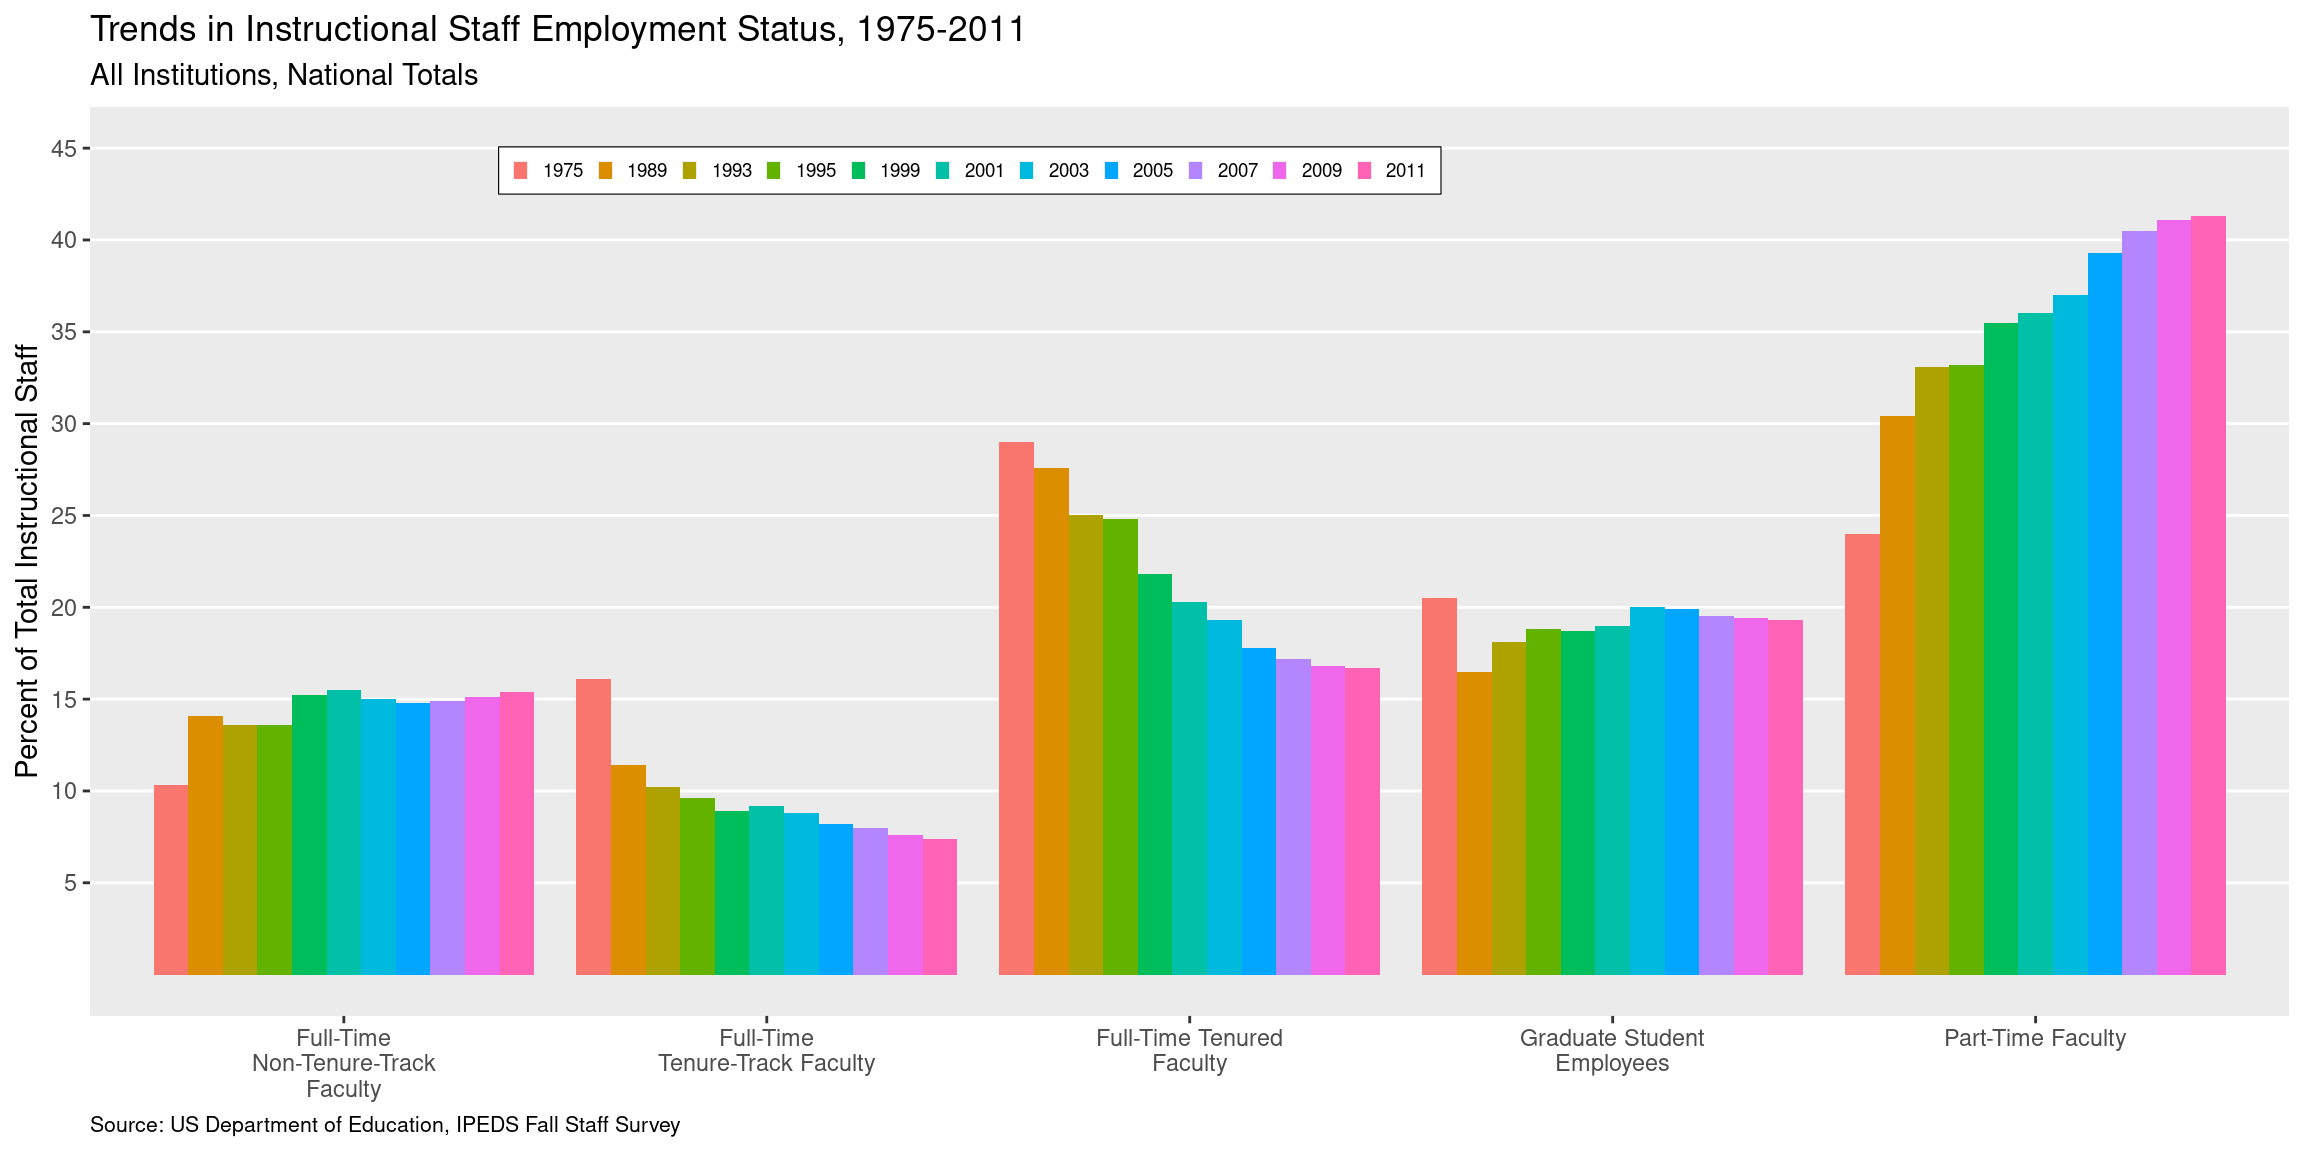 Trends in Instructional Staff Employment Status, 1975-2011
All Institutions, National Totals
Percent of Total Instructional Staff
45
40
35
30
25
20
15
10
5
1975 1989 1993 1995 1999 2001 2003 2005 2007 2009 2011
Full-Time
Non-Tenure-Track
Faculty
Full-Time
Tenure-Track Faculty
Full-Time Tenured
Faculty
Graduate Student
Employees
Part-Time Faculty
Source: US Department of Education, IPEDS Fall Staff Survey